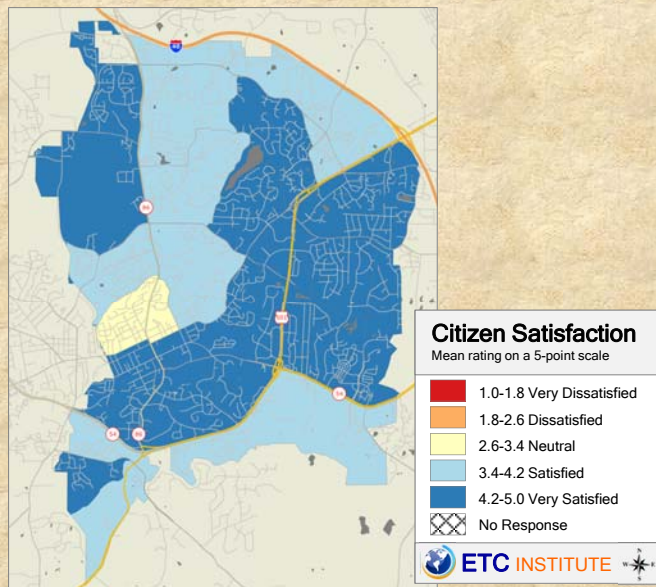 40
86
501
54
54
86
Citizen Satisfaction
Mean rating on a 5-point scale
1.0-1.8 Very Dissatisfied
1.8-2.6 Dissatisfied
2.6-3.4 Neutral
3.4-4.2 Satisfied
4.2-5.0 Very Satisfied
No Response
ETC INSTITUTE
N
W E
S